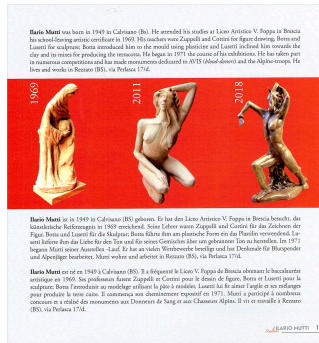 Ilario Mutti was born in 1949 in Calvisano (Bs). He attended his studies at Liceo Artistico V. Foppa in Brescia
his school-leaving artistic certificate in 1969. His teachers were Zuppelli and Cottini for figure drawing, Botta and
Lusetti for sculpture; Botta introduced him to the mould using plasticine and Lusetti inclined him towards the
clay and its mixes for producing the terracotta. He began in 1971 the course of his exhibitions. He has taken part
in numerous competitions and has made monuments dedicated to AVIS (blood-donors) and the Alpine-troops. He
lives and works in Rezzato (BS), via Perlasca 17/d.
1969
2011
2018
Ilario Mutti ist in 1949 in Calvisano (BS) geboren. Er hat den Liceo Artistico V. Foppa in Brescia besucht, das
künstlerische Reifezeugnis in 1969 erreichend. Seine Lehrer waren Zuppelli und Cottini für das Zeichnen der
Figur. Botta und Lusetti für das Skulptur; Botta führte ihm am plastische Form ein das Plastilin verwendend. Lu-
setti lieferte ihm das Liebe für den Ton und für seines Gemisches über um gebrannter Ton zu herstellen. In 1971
begann Mutti seiner Austellen -Lauf. Er hat an vielen Wettbewerbe beteiligt und has Denkmäle für Blutspender
und Alpenjäger bearbeitet. Mutti wohnt und arbeitet in Rezzato (BS), via Perlasca 17/d.
Ilario Mutti est né en 1949 à Calvisano (BS). Il a fréquenté le Liceo V. Foppa de Brescia obtenant le baccalauréat
artistique en 1969. Ses professeurs furent Zuppelli et Cottini pour le dessin de figure, Botta et Lusetti pour la
sculpture; Botta l'introduisit au modelage utilisant la pâte à modeler, Lusetti lui fit aimer l'argile et ses mélanges
pour produire la terre cuite. Il commença son cheminement expositif en 1971. Mutti a participé à nombreux
concours et a réalisé des monuments aux Donneurs de Sang et aux Chasseurs Alpins. Il vit et travaille à Rezzato
(BS), via Perlasca 17/d.
ILARIO MUTTI 1